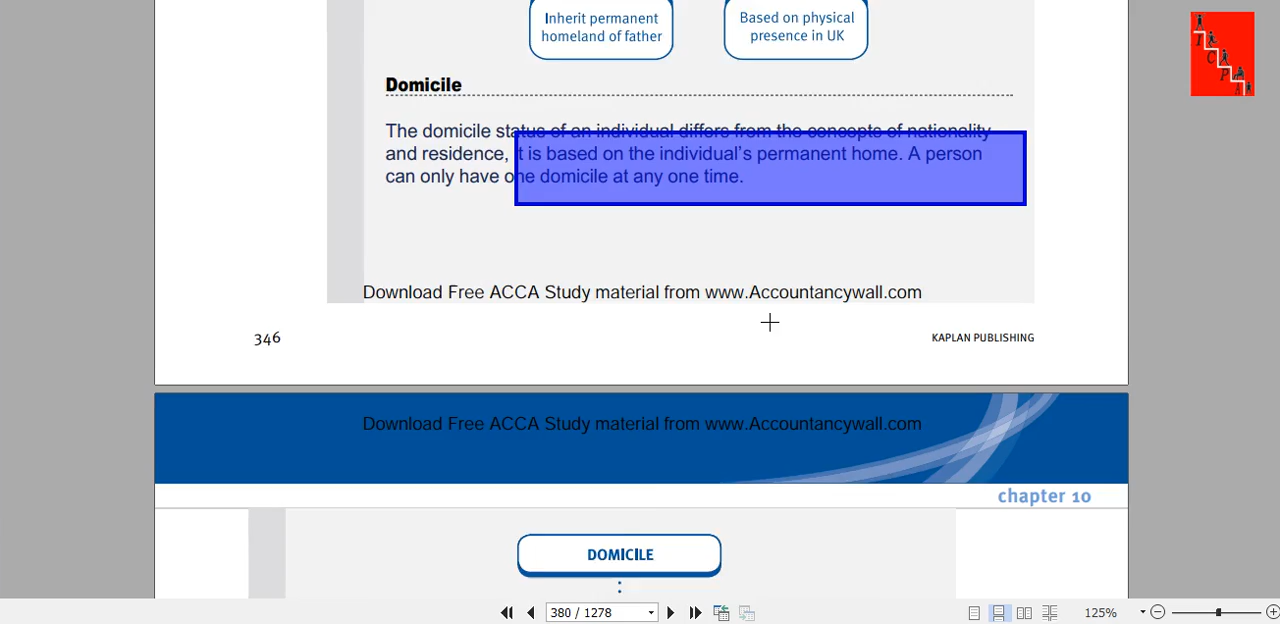 Inherit permanent
homeland of father
Based on physical
presence in UK
Domicile
The domicile status of an individual differs from the concepts of nationality
and residence, it is based on the individual's permanent home. A person
can only have one domicile at any one time.
Download Free ACCA Study material from www.Accountancywall.com
346
KAPLAN PUBLISHING
Download Free ACCA Study material from www.Accountancywall.com
chapter 10
DOMICILE
380 / 1278
125%
I
C
P
A